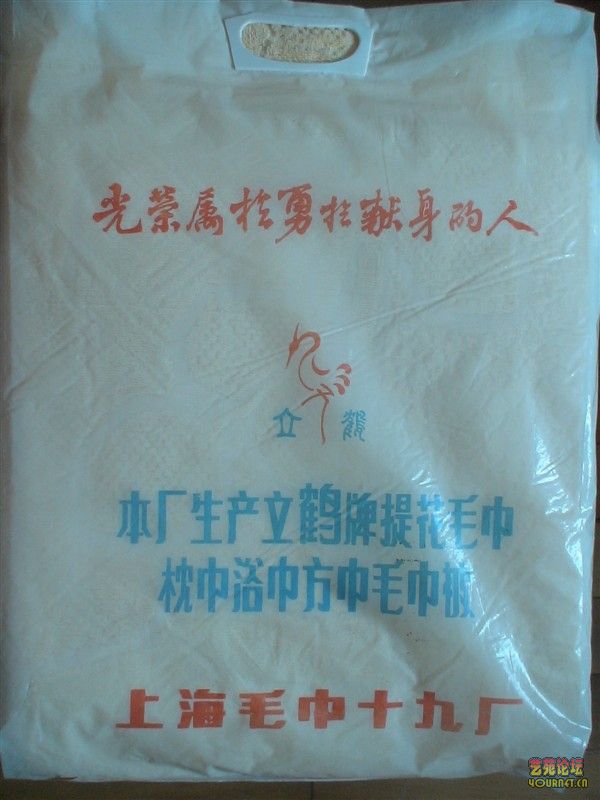 光荣属于勇于献身的人
立 鹤
本厂生产立鹤牌提花毛巾
枕巾浴巾方巾毛巾被
上海毛巾十九厂
艺苑论坛
YOURNET.CN